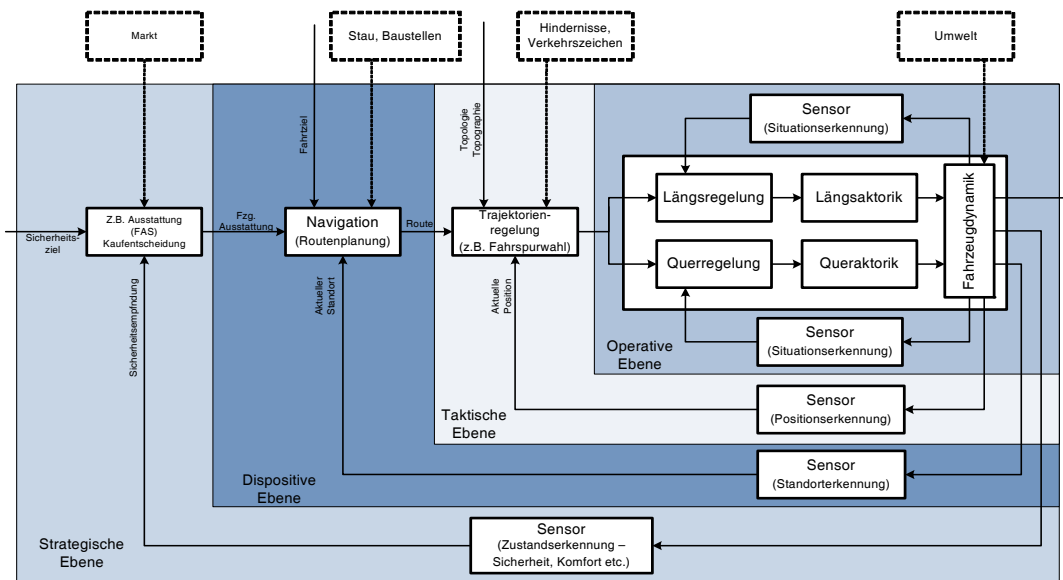 Markt
Stau, Baustellen
Hindernisse,
Verkehrszeichen
Umwelt
Fahrtziel
Topologie
Topographie
Sensor
(Situationserkennung)
Z.B. Ausstattung
(FAS)
Kaufentscheidung
Sicherheits-
ziel
Fzg.
Ausstattung
Navigation
(Routenplanung)
Route
Trajektorien-
regelung
(z.B. Fahrspurwahl)
Längsregelung
Längsaktorik
Querregelung
Queraktorik
Fahrzeugdynamik
Sicherheitsempfndung
Aktueller
Standort
Aktuelle
Position
Sensor
(Situationserkennung)
Operative
Ebene
Sensor
(Positionserkennung)
Taktische
Ebene
Sensor
(Standorterkennung)
Dispositive
Ebene
Sensor
(Zustandserkennung –
Sicherheit, Komfort etc.)
Strategische
Ebene